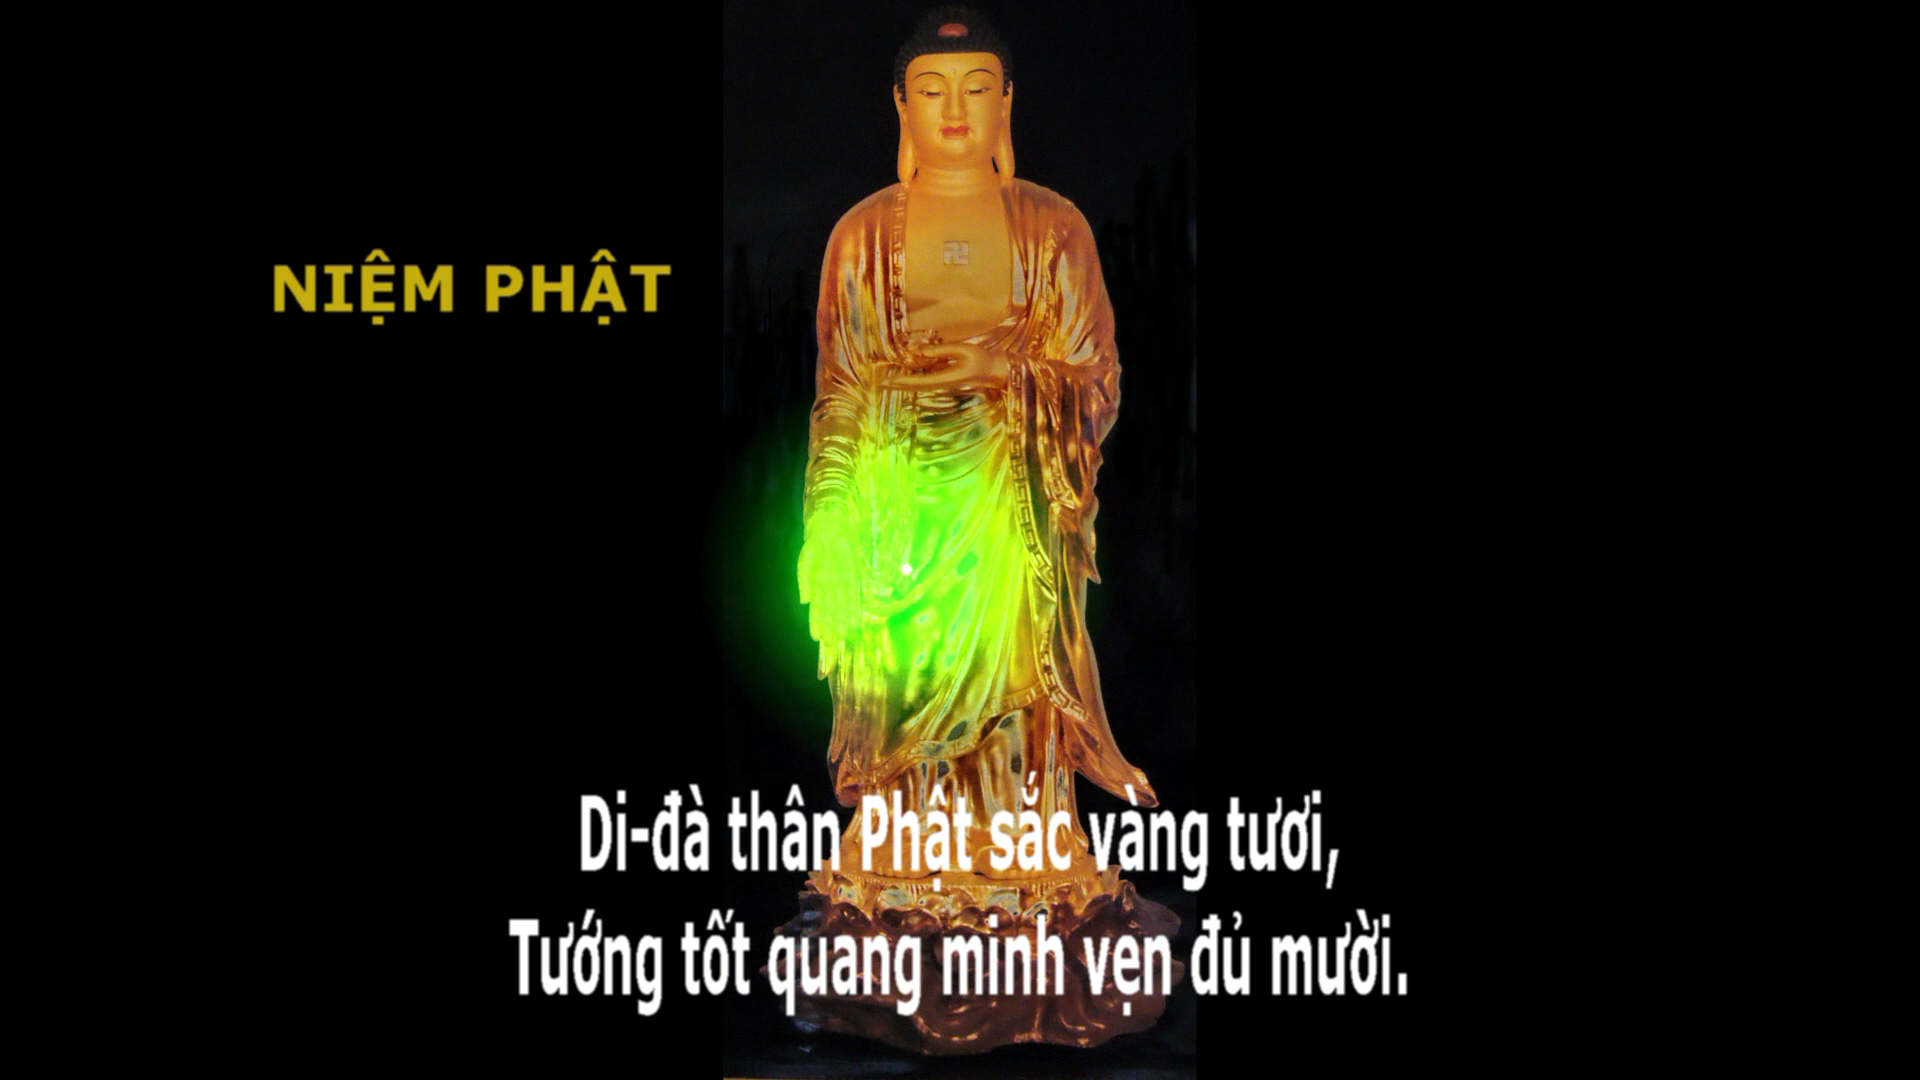 NIỆM PHẬT
Di-đà thân Phật sắc vàng tươi,
Tướng tốt quang minh vẹn đủ mười.